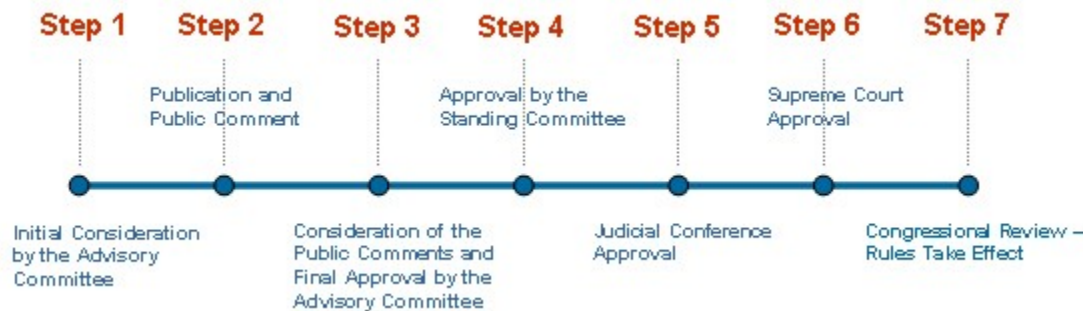 Step 1 Step 2 Step 3 Step 4 Step 5 Step 6 Step 7
Publication and
Public Comment
Approval by the
Standing Committee
Supreme Court
Approval
Initial Consideration
by the Advisory
Committee
Consideration of the
Public Comments and
Final Approval by the
Advisory Committee
Judicial Conference
Approval
Congressional Review –
Rules Take Effect